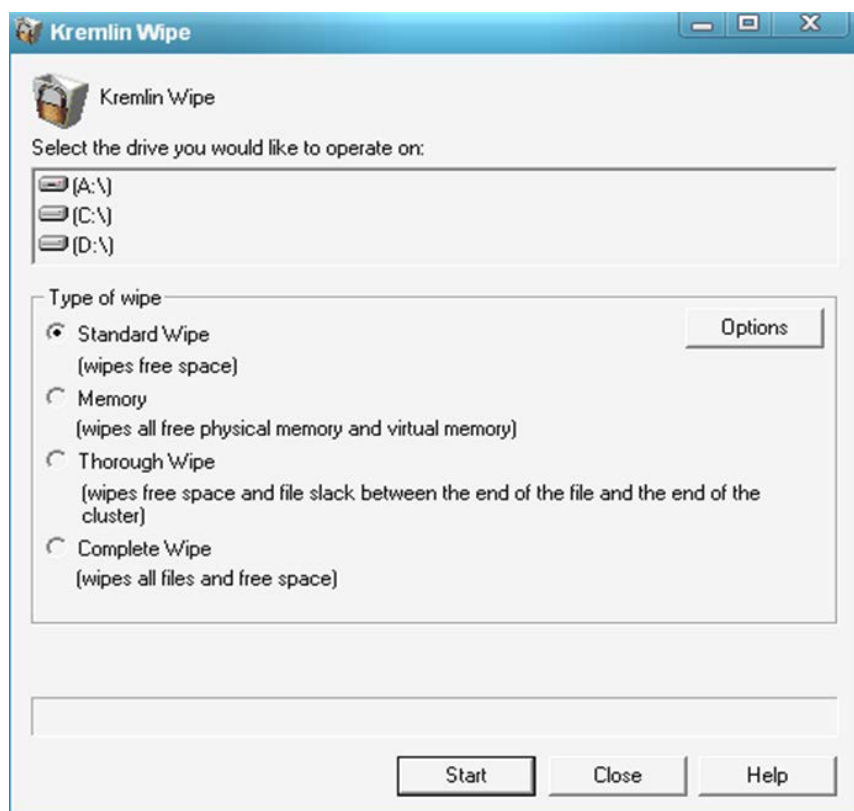 Kremlin Wipe
Kremlin Wipe
Select the drive you would like to operate on:
(A:\)
(C:\)
(D:\)
Type of wipe
Standard Wipe
Options
(wipes free space)
Memory
(wipes all free physical memory and virtual memory)
Thorough Wipe
(wipes free space and file slack between the end of the file and the end of the
cluster)
Complete Wipe
(wipes all files and free space)
Start
Close
Help